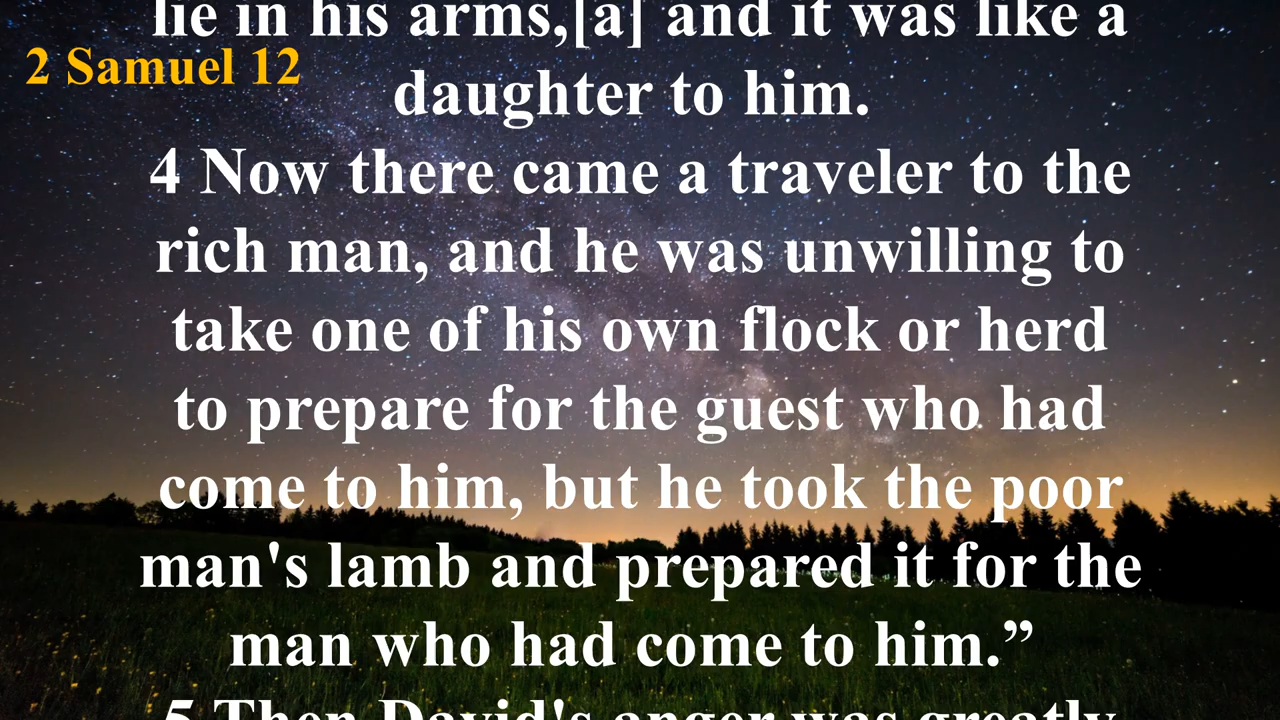 lie in his arms,[a] and it was like a
2 Samuel 12
daughter to him.
4 Now there came a traveler to the
rich man, and he was unwilling to
take one of his own flock or herd
to prepare for the guest who had
come to him, but he took the poor
man's lamb and prepared it for the
man who had come to him.”
5 Then David's anger was greatly